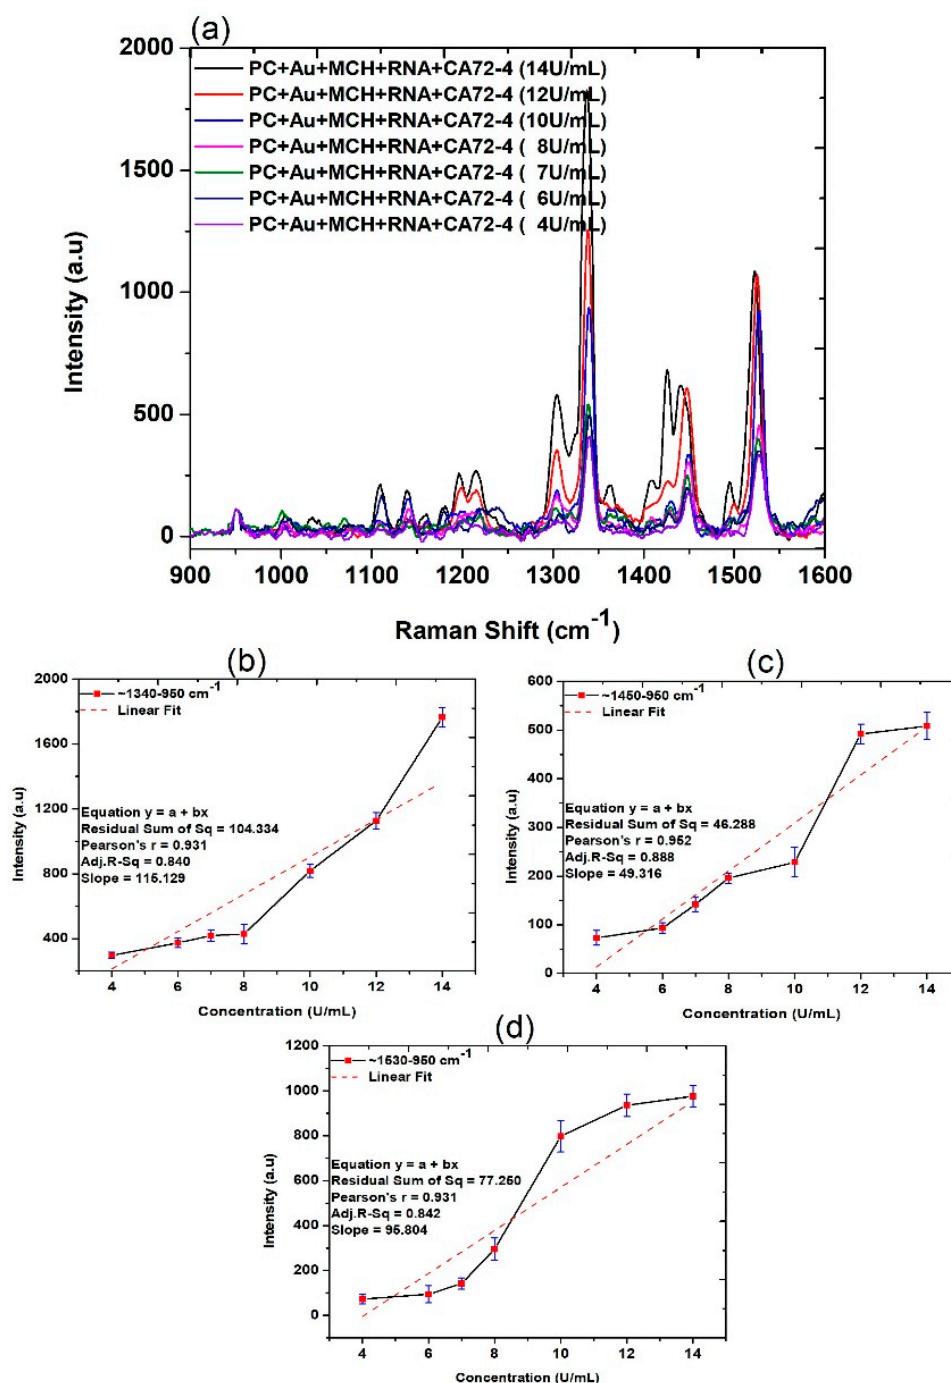 (a)
2000
1500
1000
500
0
Intensity (a.u)
PC+Au+MCH+RNA+CA72-4 (14U/mL)
PC+Au+MCH+RNA+CA72-4 (12U/mL)
PC+Au+MCH+RNA+CA72-4 (10U/mL)
PC+Au+MCH+RNA+CA72-4 ( 8U/mL)
PC+Au+MCH+RNA+CA72-4 ( 7U/mL)
PC+Au+MCH+RNA+CA72-4 ( 6U/mL)
PC+Au+MCH+RNA+CA72-4 ( 4U/mL)
900 1000 1100 1200 1300 1400 1500 1600
Raman Shift (cm⁻¹)
(b)
2000
1600
1200
800
400
Intensity (a.u)
~1340-950 cm⁻¹
Linear Fit
Equation y = a + bx
Residual Sum of Sq = 104.334
Pearson's r = 0.931
Adj.R-Sq = 0.840
Slope = 115.129
4 6 8 10 12 14
Concentration (U/mL)
(c)
600
500
400
300
200
100
0
Intensity (a.u)
~1450-950 cm⁻¹
Linear Fit
Equation y = a + bx
Residual Sum of Sq = 46.288
Pearson's r = 0.952
Adj.R-Sq = 0.888
Slope = 49.316
4 6 8 10 12 14
Concentration (U/mL)
(d)
1200
1000
800
600
400
200
0
Intensity (a.u)
~1530-950 cm⁻¹
Linear Fit
Equation y = a + bx
Residual Sum of Sq = 77.250
Pearson's r = 0.931
Adj.R-Sq = 0.842
Slope = 95.804
4 6 8 10 12 14
Concentration (U/mL)